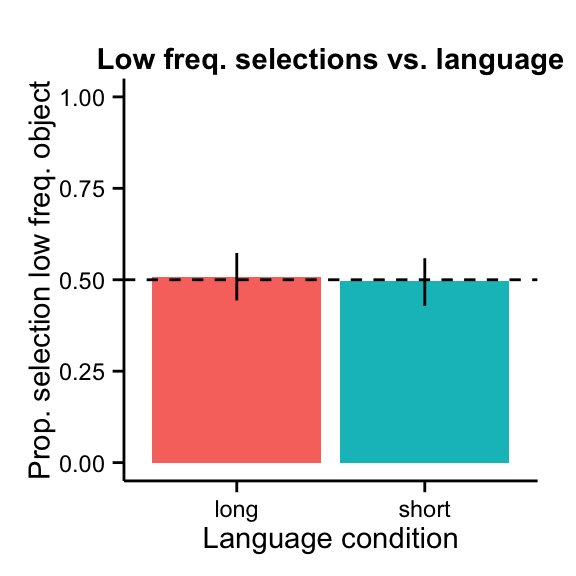 Low freq. selections vs. language
Prop. selection low freq. object
1.00
0.75
0.50
0.25
0.00
long short
Language condition